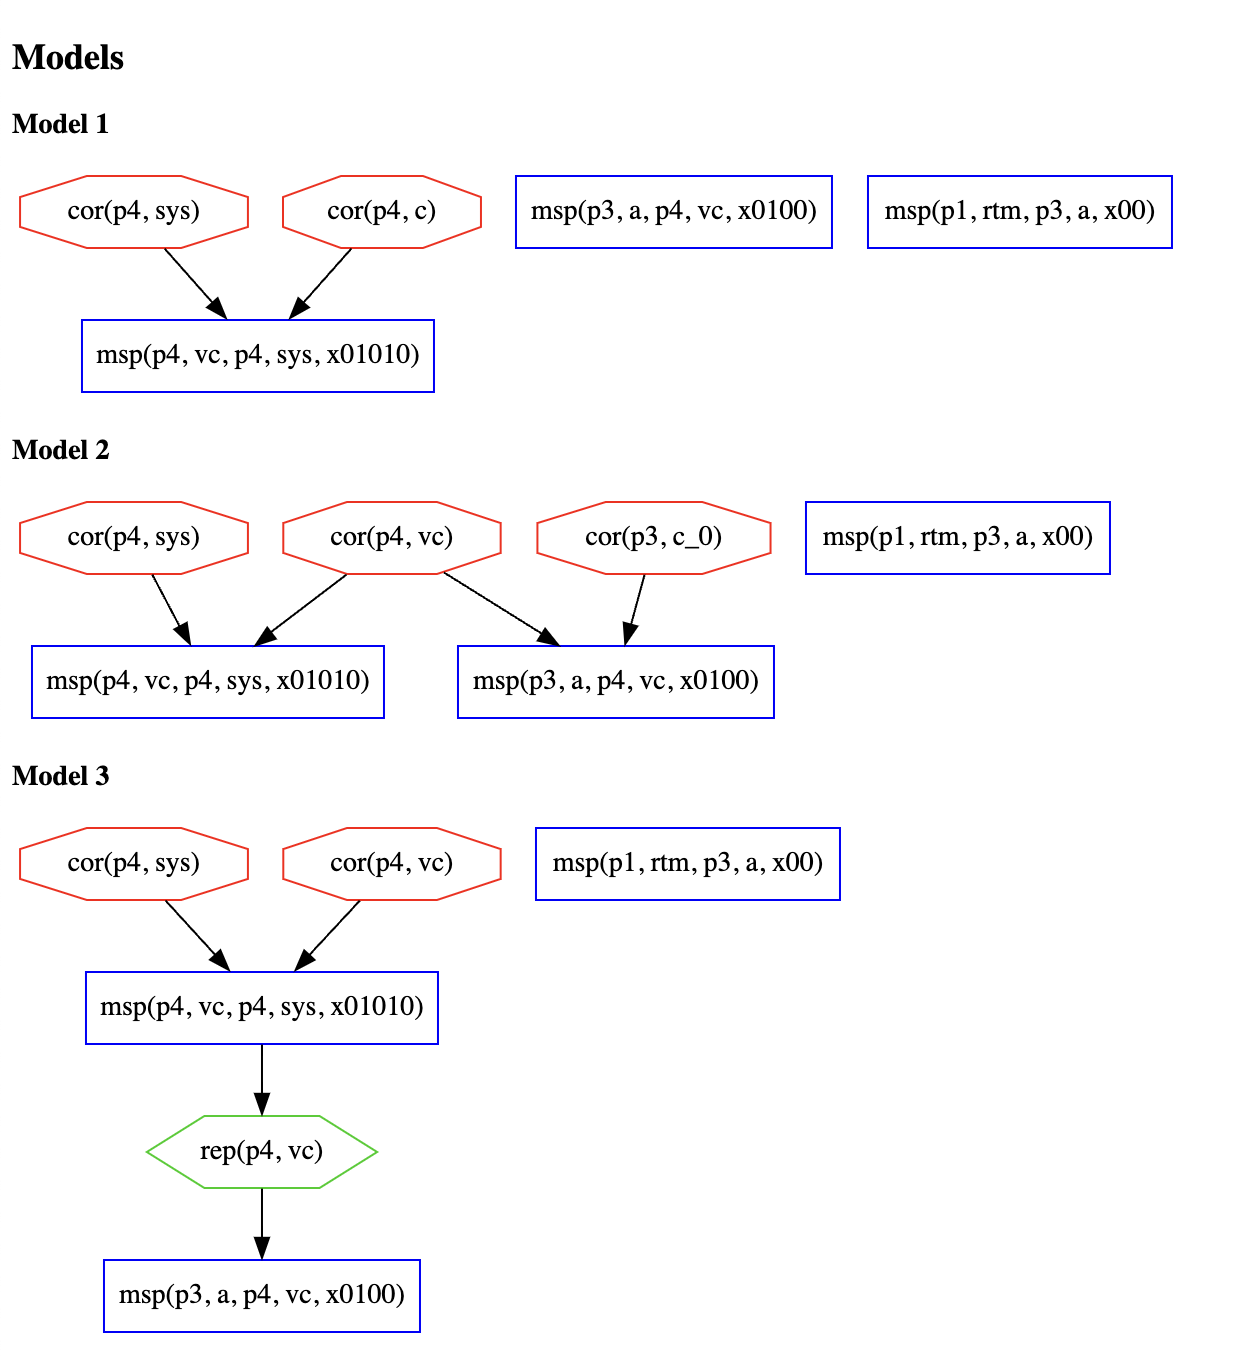 Models
Model 1
cor(p4, sys)
cor(p4, c)
msp(p3, a, p4, vc, x0100)
msp(p1, rtm, p3, a, x00)
msp(p4, vc, p4, sys, x01010)
Model 2
cor(p4, sys)
cor(p4, vc)
cor(p3, c_0)
msp(p1, rtm, p3, a, x00)
msp(p4, vc, p4, sys, x01010)
msp(p3, a, p4, vc, x0100)
Model 3
cor(p4, sys)
cor(p4, vc)
msp(p1, rtm, p3, a, x00)
msp(p4, vc, p4, sys, x01010)
rep(p4, vc)
msp(p3, a, p4, vc, x0100)